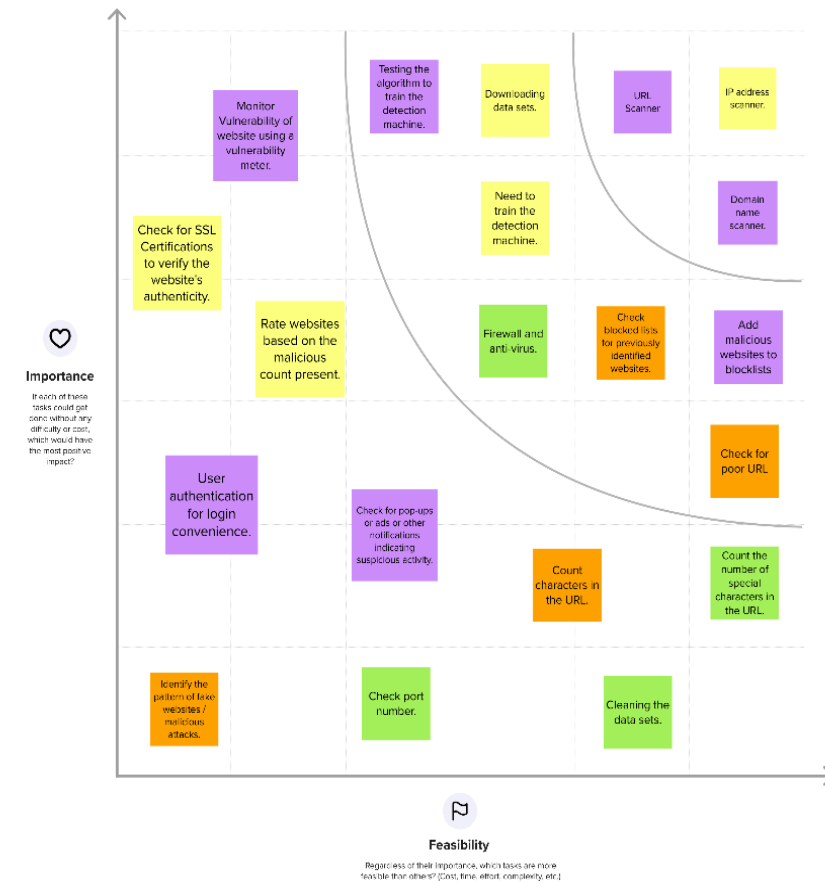 Testing the
algorithm to
train the
detection
machine.
Downloading
data sets.
URL
Scanner
IP address
scanner.
Monitor
Vulnerability of
website using a
vulnerability
meter.
Need to
train the
detection
machine.
Domain
name
scanner.
Check for SSL
Certifications
to verify the
website's
authenticity.
Rate websites
based on the
malicious
count present.
Firewall and
anti-virus.
Check
blocked lists
for previously
identified
websites.
Add
malicious
websites to
blocklists
Importance
If each of these
tasks could get
done without any
difficulty or cost,
which would have
the most positive
impact?
Check for
poor URL
User
authentication
for login
convenience.
Check for pop-ups
or ads or other
notifications
indicating
suspicious activity.
Count
characters in
the URL.
Count the
number of
special
characters in
the URL.
Identify the
pattern of fake
websites /
malicious
attacks.
Check port
number.
Cleaning the
data sets.
Feasibility
Regardless of their importance, which tasks are more
feasible than others? (Cost, time, effort, complexity, etc.)